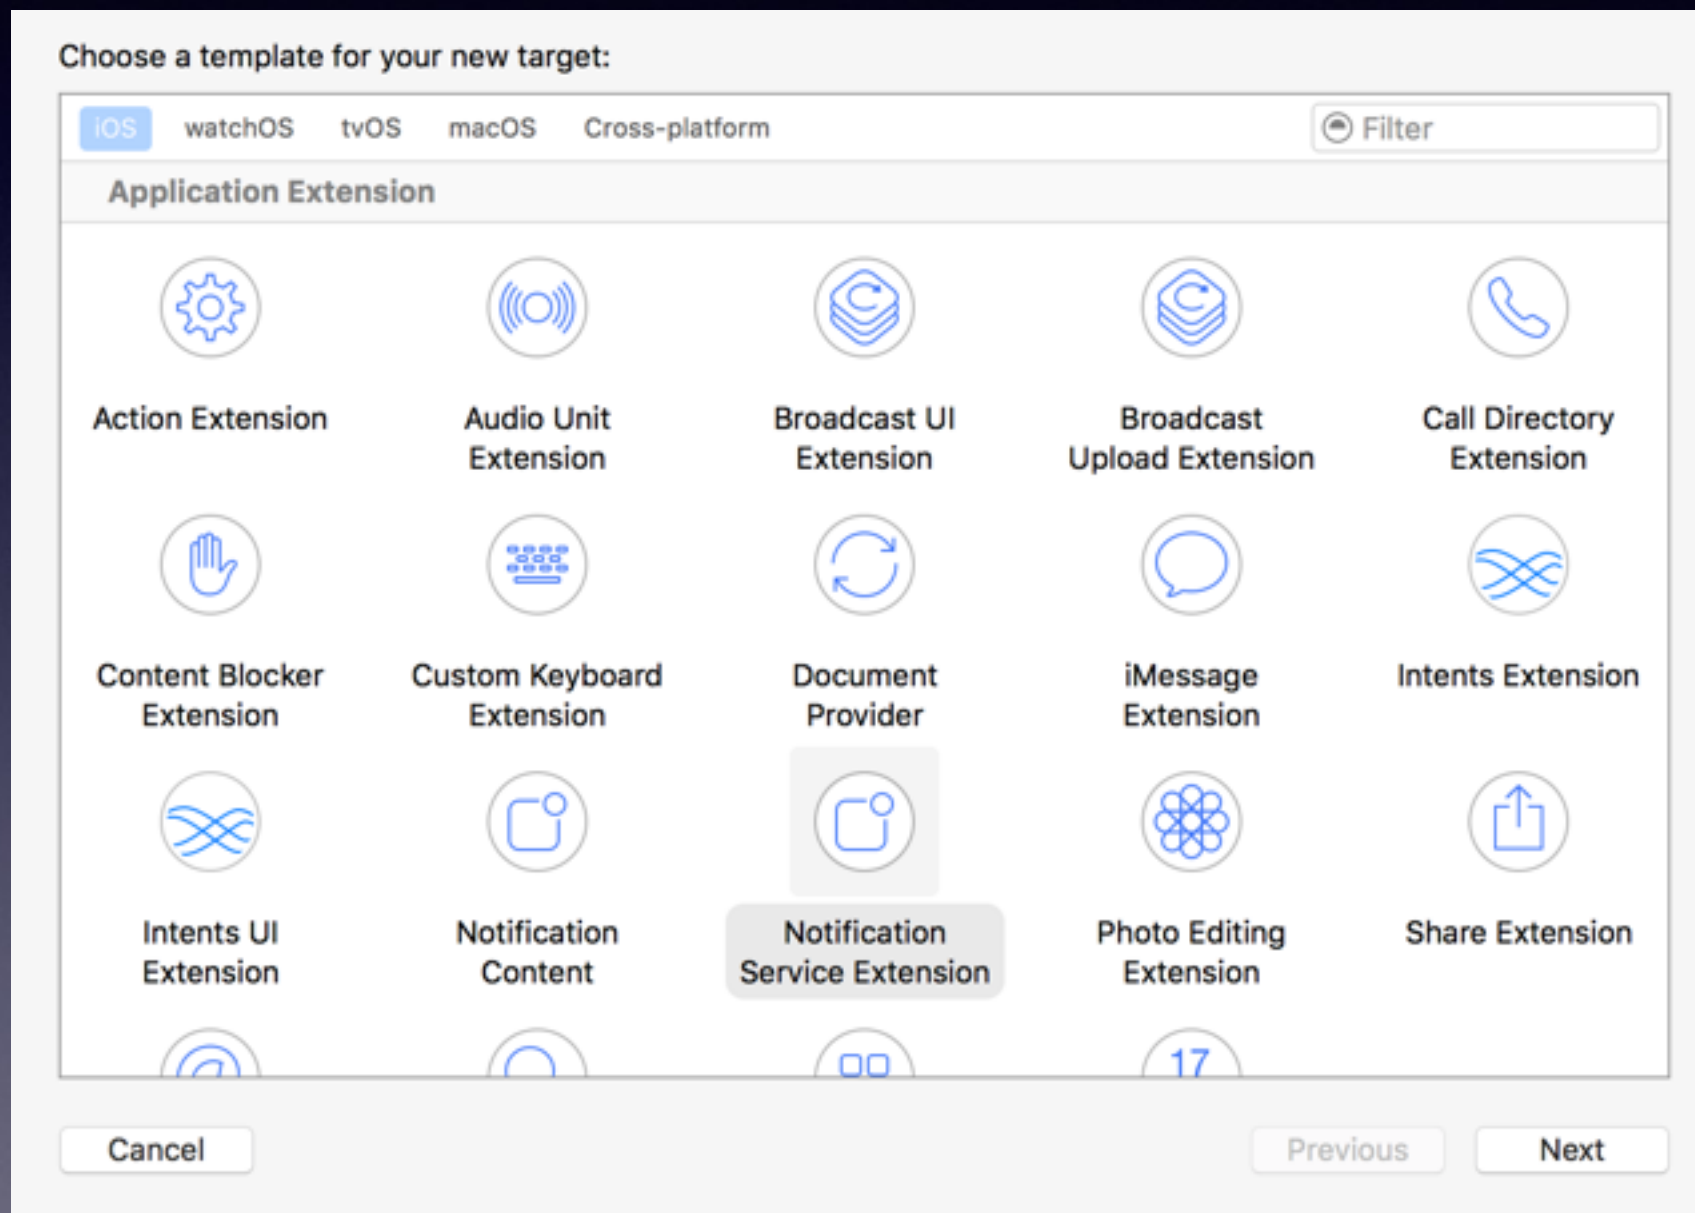 Choose a template for your new target:
iOS watchOS tvOS macOS Cross-platform Filter
Application Extension
Action Extension Audio Unit Broadcast UI Broadcast Call Directory
Extension Extension Upload Extension Extension
Content Blocker Custom Keyboard Document iMessage Intents Extension
Extension Extension Provider Extension
Intents UI Notification Notification Photo Editing Share Extension
Extension Content Service Extension Extension
17
Cancel Previous Next